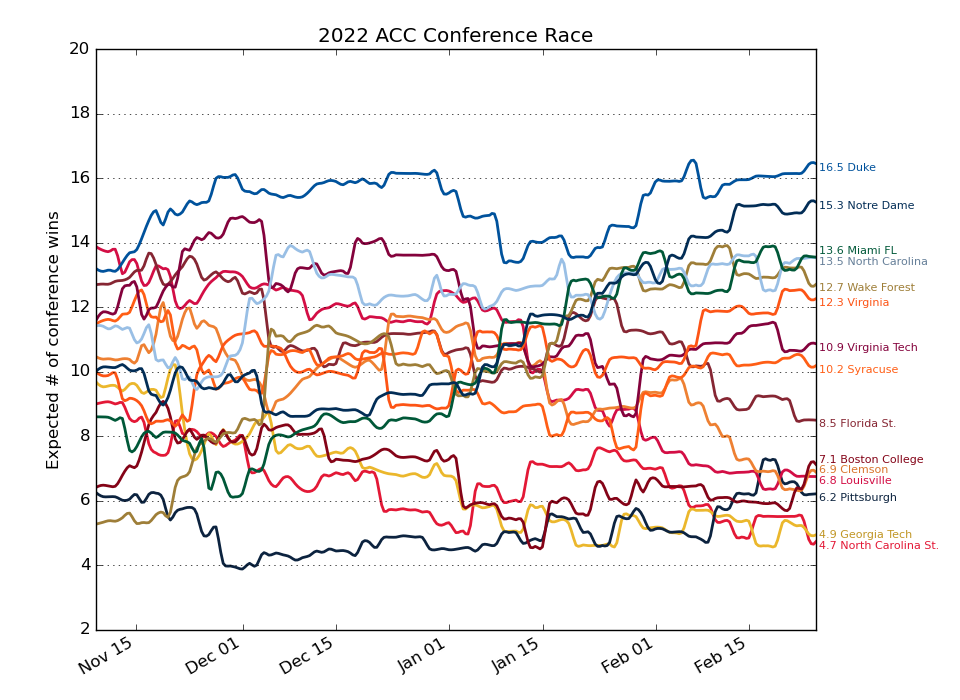 2022 ACC Conference Race
Expected # of conference wins
20
18
16
14
12
10
8
6
4
2
Nov 15
Dec 01
Dec 15
Jan 01
Jan 15
Feb 01
Feb 15
16.5 Duke
15.3 Notre Dame
13.6 Miami FL
13.5 North Carolina
12.7 Wake Forest
12.3 Virginia
10.9 Virginia Tech
10.2 Syracuse
8.5 Florida St.
7.1 Boston College
6.9 Clemson
6.8 Louisville
6.2 Pittsburgh
4.9 Georgia Tech
4.7 North Carolina St.